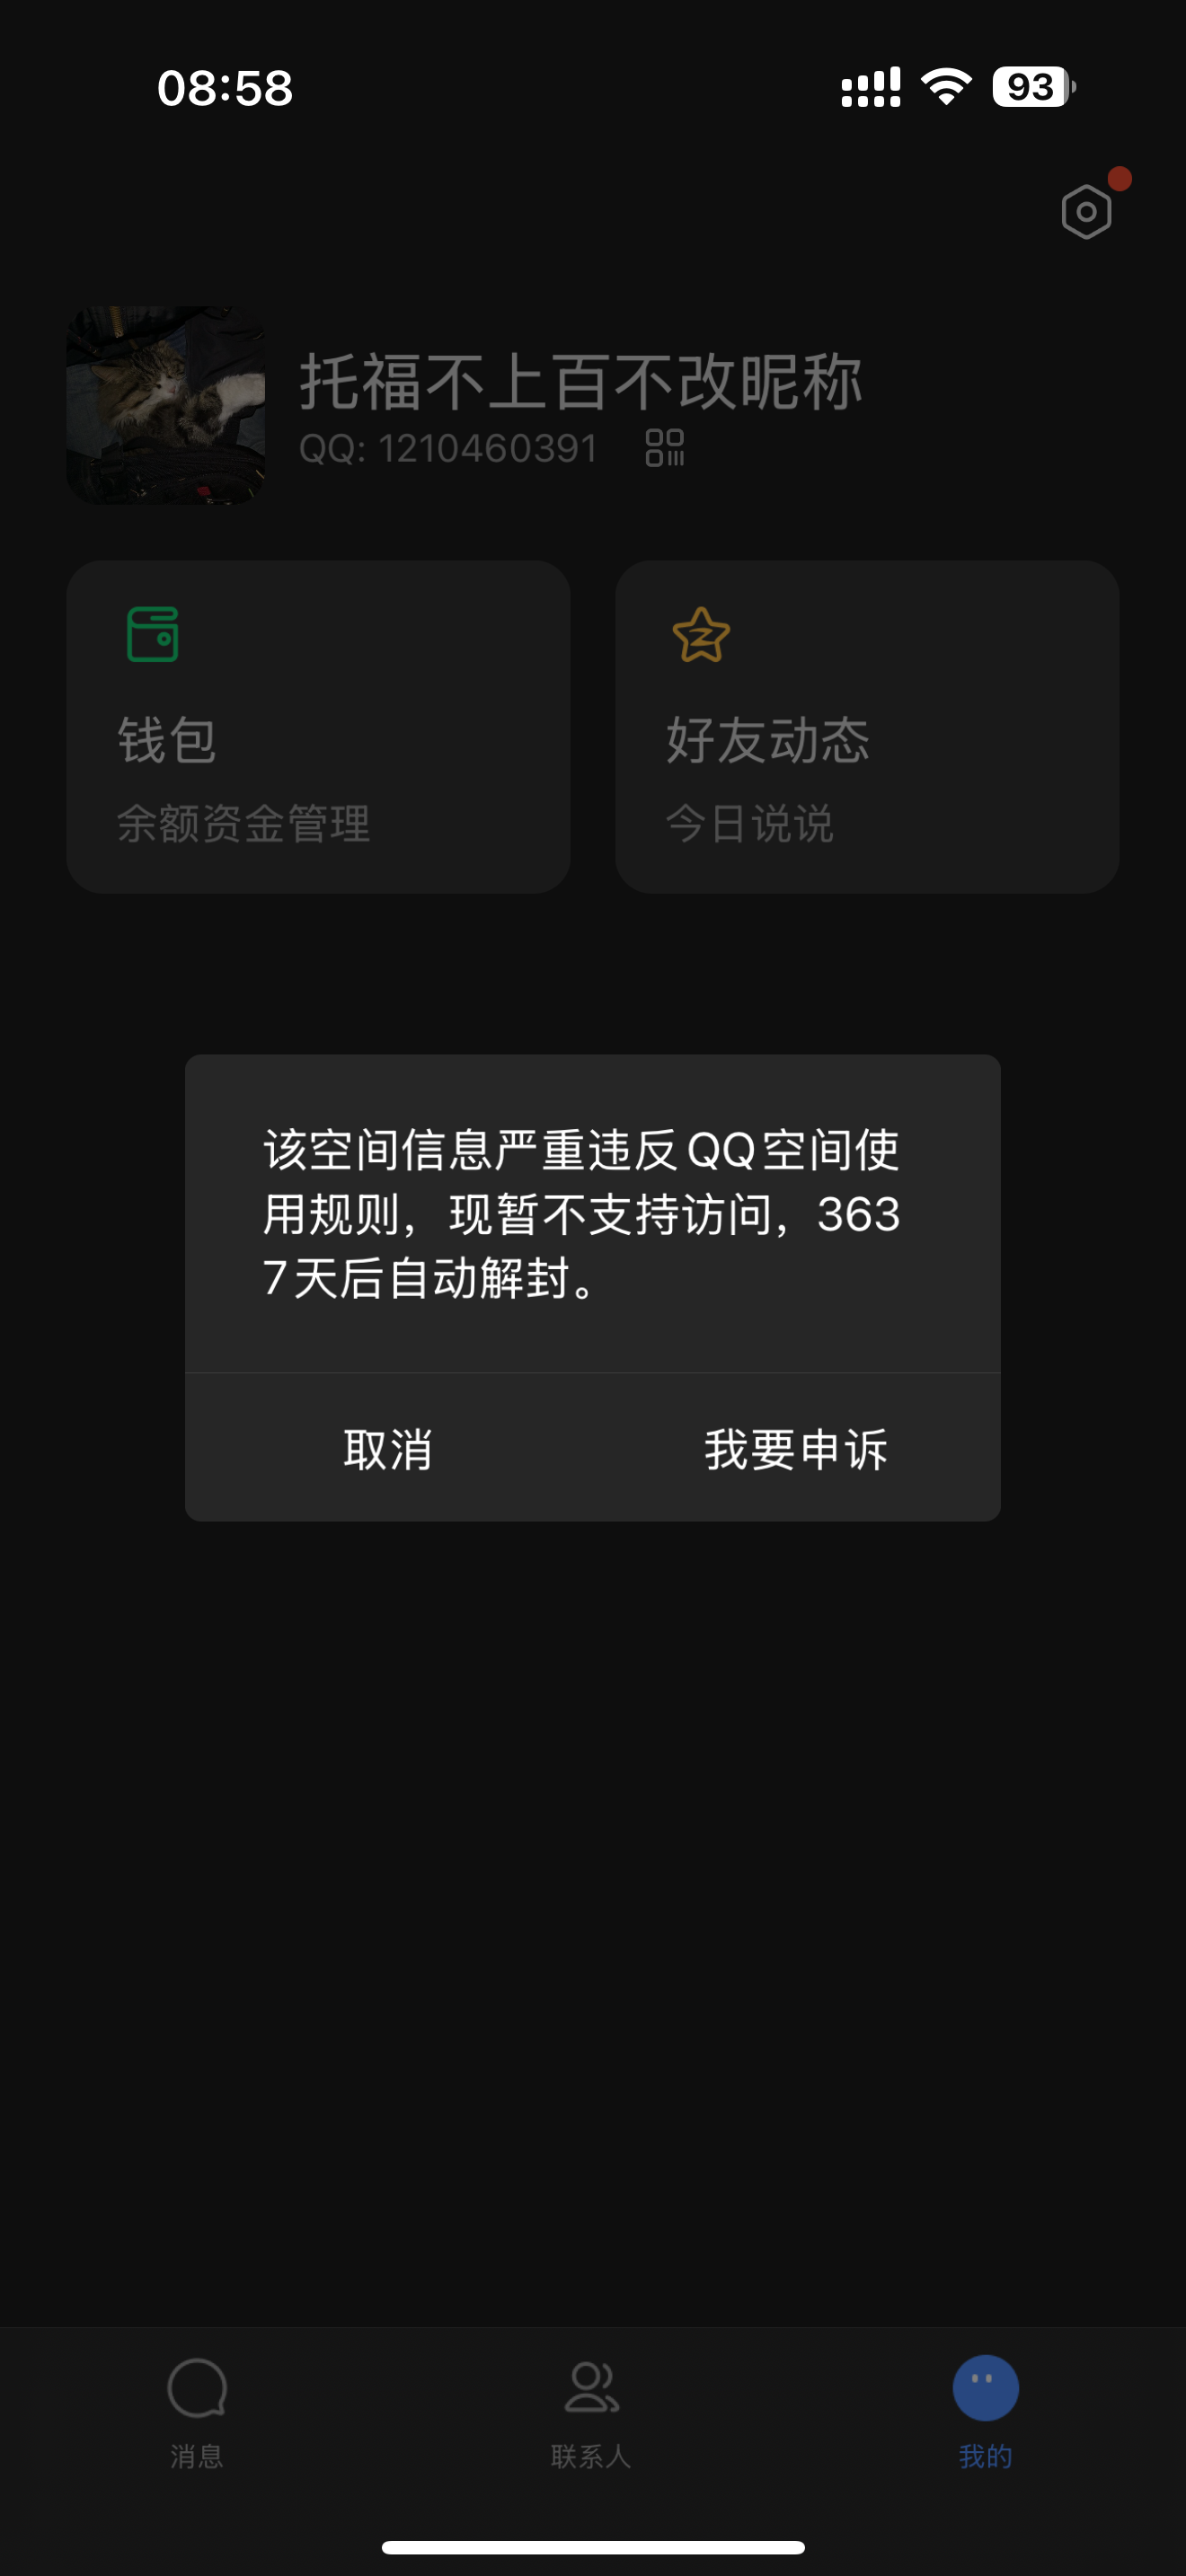 08:58
93
托福不上百不改昵称
QQ: 1210460391
钱包
好友动态
余额资金管理
今日说说
该空间信息严重违反QQ空间使
用规则，现暂不支持访问，363
7天后自动解封。
取消
我要申诉
消息
联系人
我的